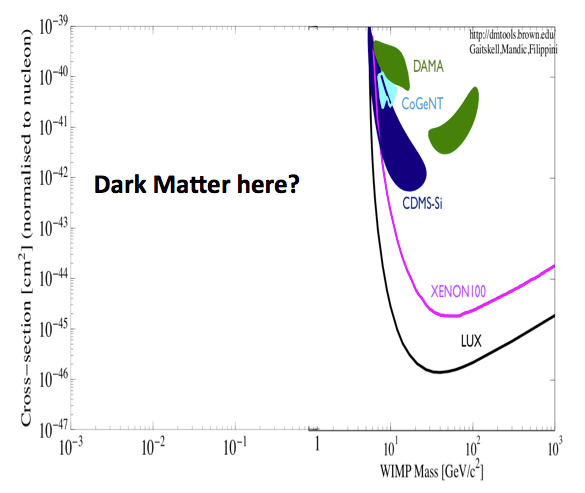 http://dmtools.brown.edu/
Gaitskell,Mandic,Filippini
Cross−section [cm²] (normalised to nucleon)
10⁻³⁹
10⁻⁴⁰
10⁻⁴¹
10⁻⁴²
10⁻⁴³
10⁻⁴⁴
10⁻⁴⁵
10⁻⁴⁶
10⁻⁴⁷
DAMA
CoGeNT
Dark Matter here?
CDMS-Si
XENON100
LUX
10⁻³ 10⁻² 10⁻¹ 1 10¹ 10² 10³
WIMP Mass [GeV/c²]